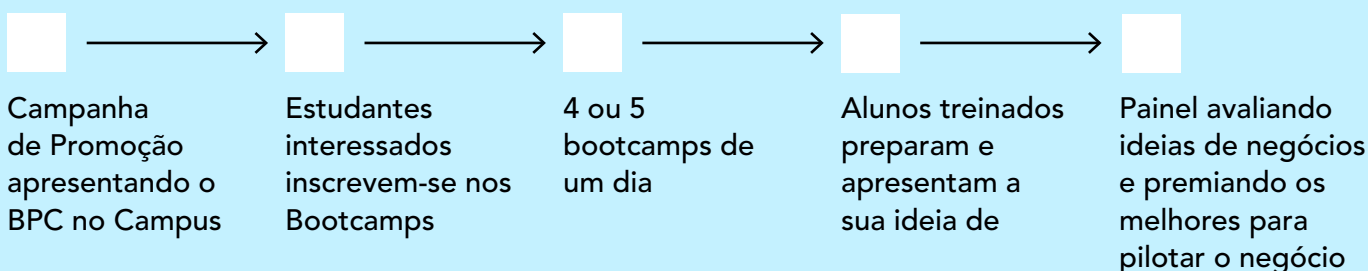 Campanha
de Promoção
apresentando o
BPC no Campus
Estudantes
interessados
inscrevem-se nos
Bootcamps
4 ou 5
bootcamps de
um dia
Alunos treinados
preparam e
apresentam a
sua ideia de
Painel avaliando
ideias de negócios
e premiando os
melhores para
pilotar o negócio